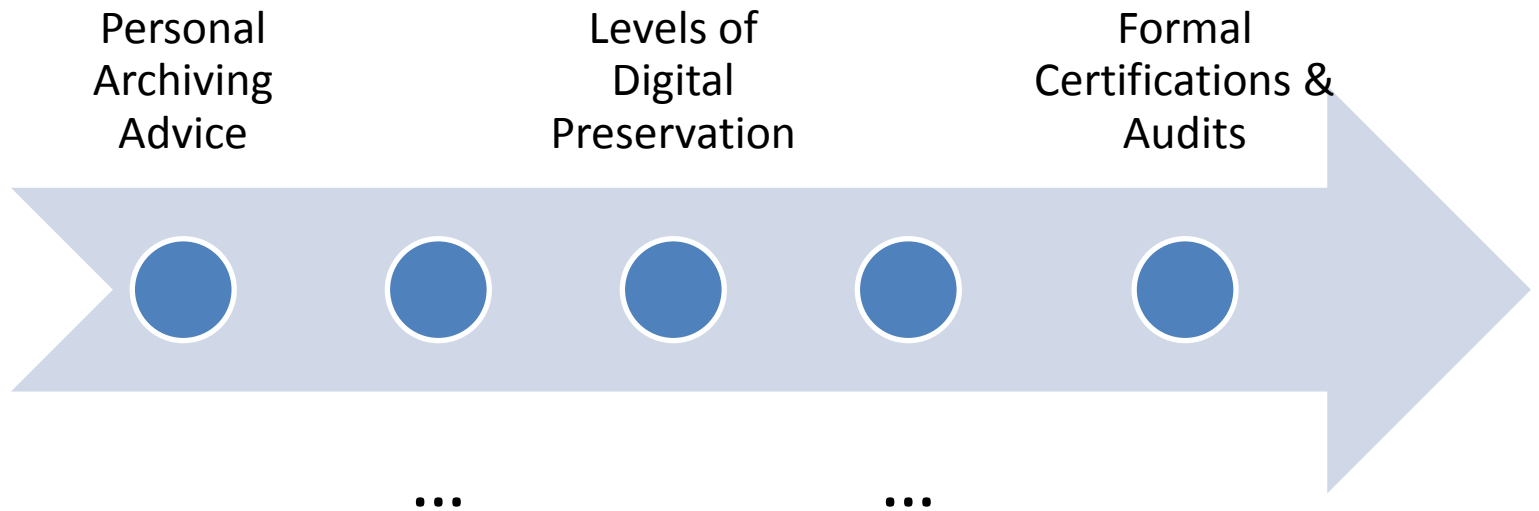 Personal
Archiving
Advice
Levels of
Digital
Preservation
Formal
Certifications &
Audits
...
...